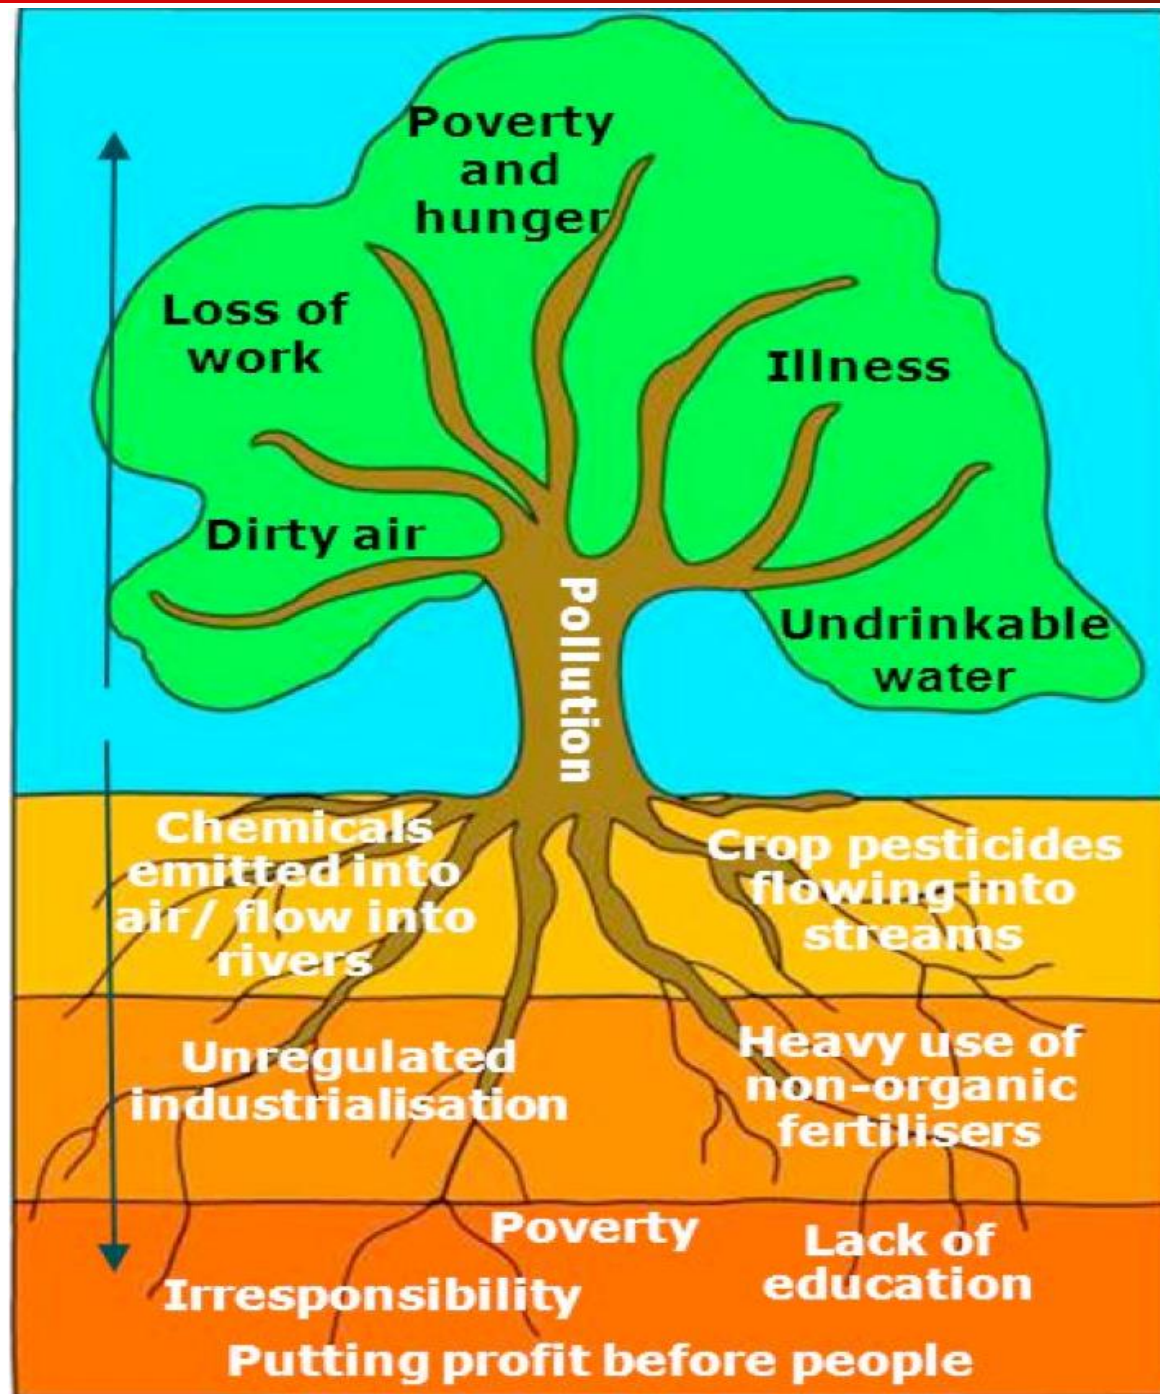 Poverty
and
hunger
Loss of
work
Illness
Dirty air
Undrinkable
water
Pollution
Chemicals
emitted into
air/ flow into
rivers
Crop pesticides
flowing into
streams
Unregulated
industrialisation
Heavy use of
non-organic
fertilisers
Poverty
Lack of
education
Irresponsibility
Putting profit before people